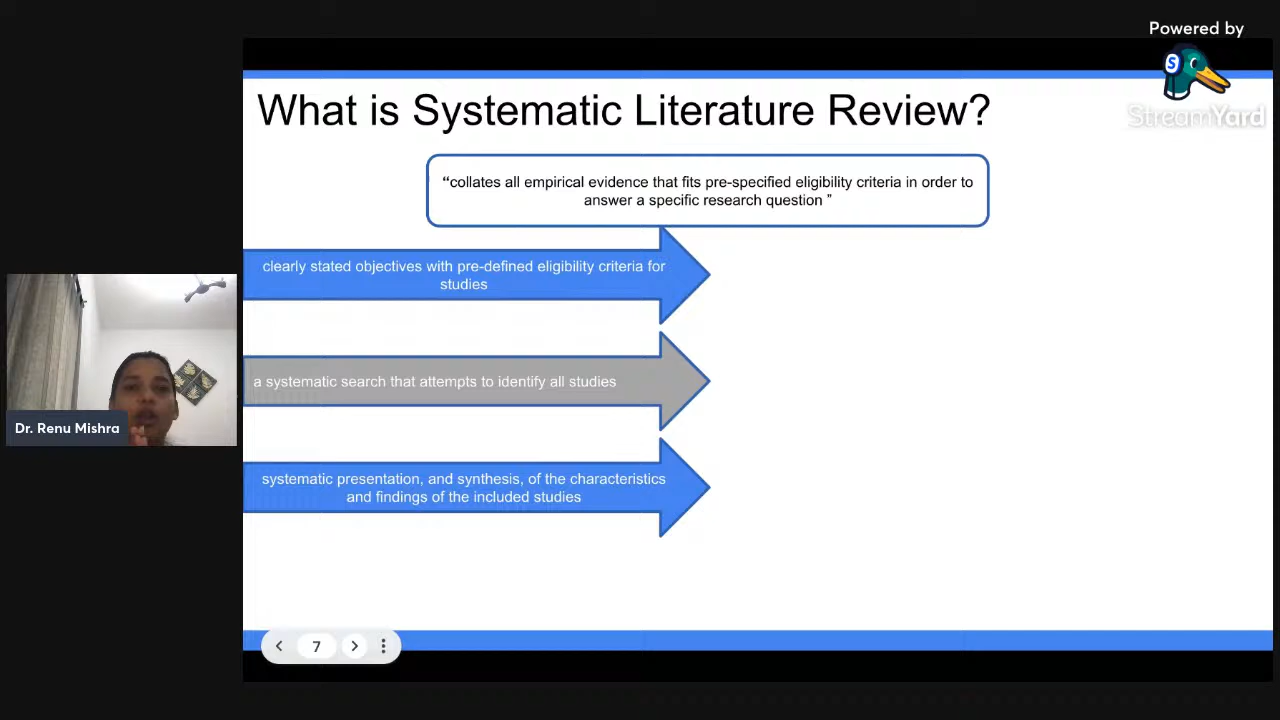 Powered by
StreamYard
What is Systematic Literature Review?
“collates all empirical evidence that fits pre-specified eligibility criteria in order to
answer a specific research question ”
clearly stated objectives with pre-defined eligibility criteria for
studies
a systematic search that attempts to identify all studies
Dr. Renu Mishra
systematic presentation, and synthesis, of the characteristics
and findings of the included studies
7